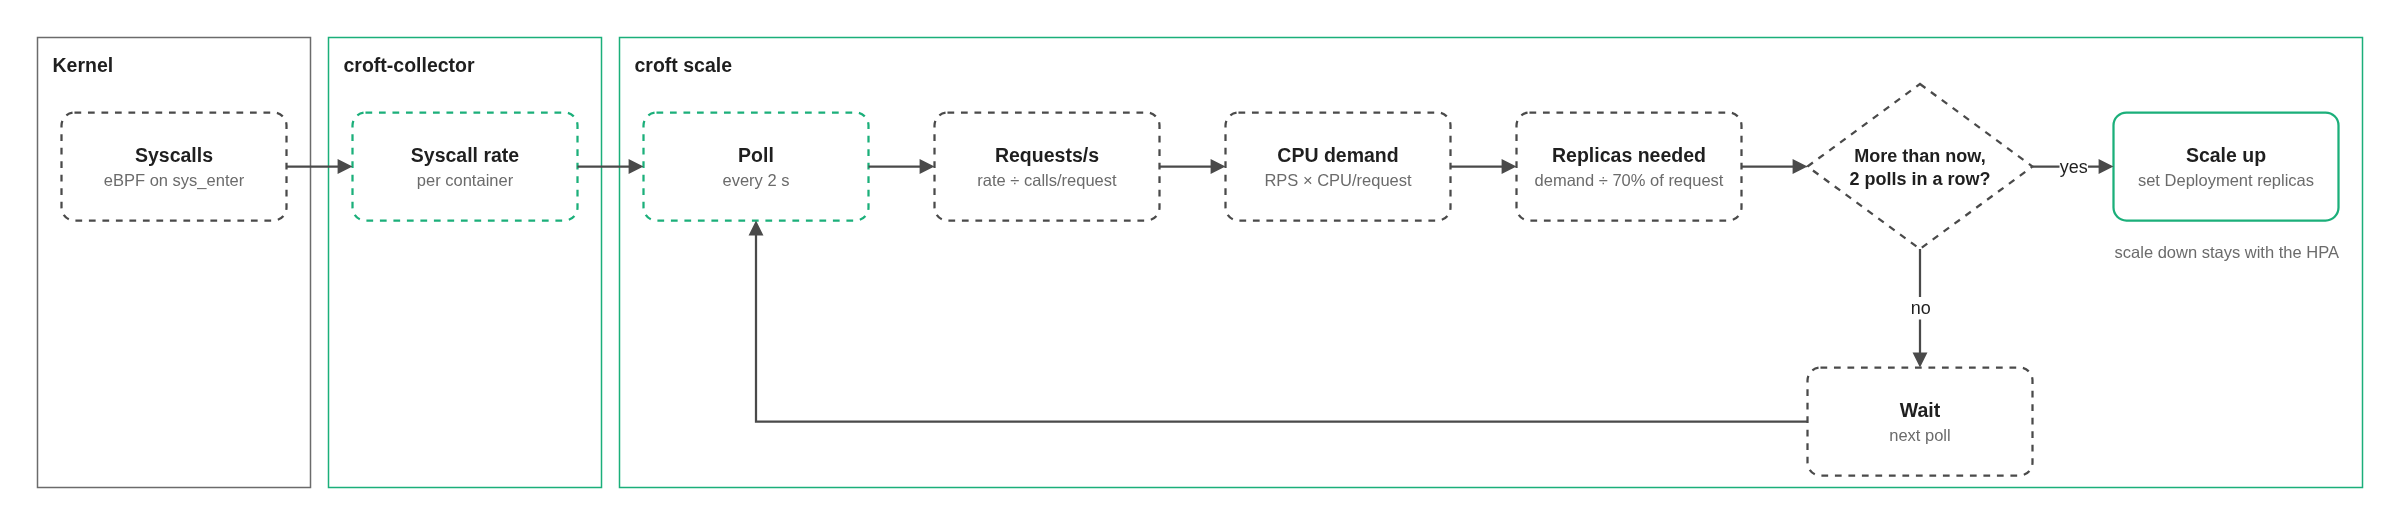 Kernel
croft-collector
croft scale
Syscalls
eBPF on sys_enter
Syscall rate
per container
Poll
every 2 s
Requests/s
rate ÷ calls/request
CPU demand
RPS × CPU/request
Replicas needed
demand ÷ 70% of request
More than now,
2 polls in a row?
yes
Scale up
set Deployment replicas
scale down stays with the HPA
no
Wait
next poll